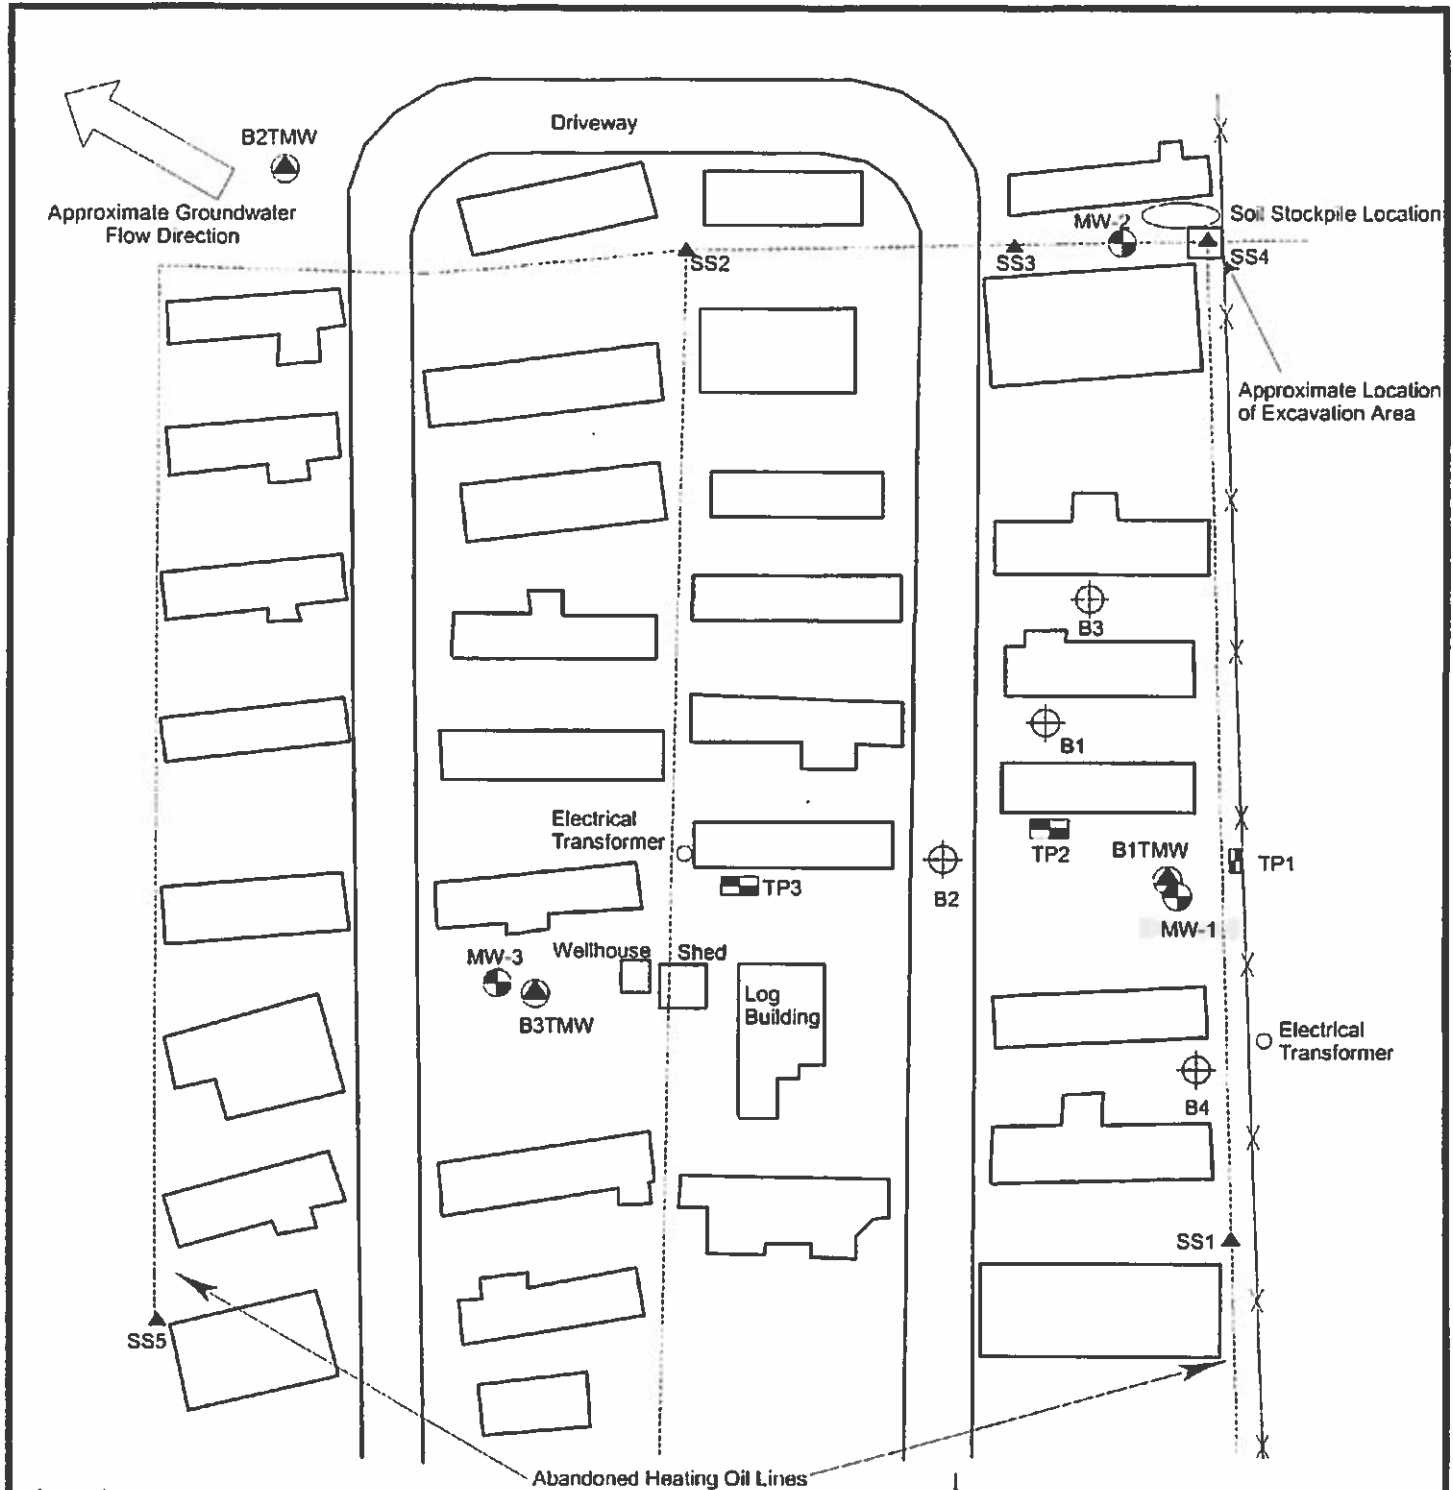 Driveway
B2TMW
Approximate Groundwater
Flow Direction
MW-2
Soil Stockpile Location
SS2
SS3
SS4
Approximate Location
of Excavation Area
B3
B1
Electrical
Transformer
TP2
B1TMW
TP1
TP3
B2
MW-1
MW-3
Wellhouse
Shed
Log
Building
B3TMW
Electrical
Transformer
B4
SS1
SS5
Abandoned Heating Oil Lines